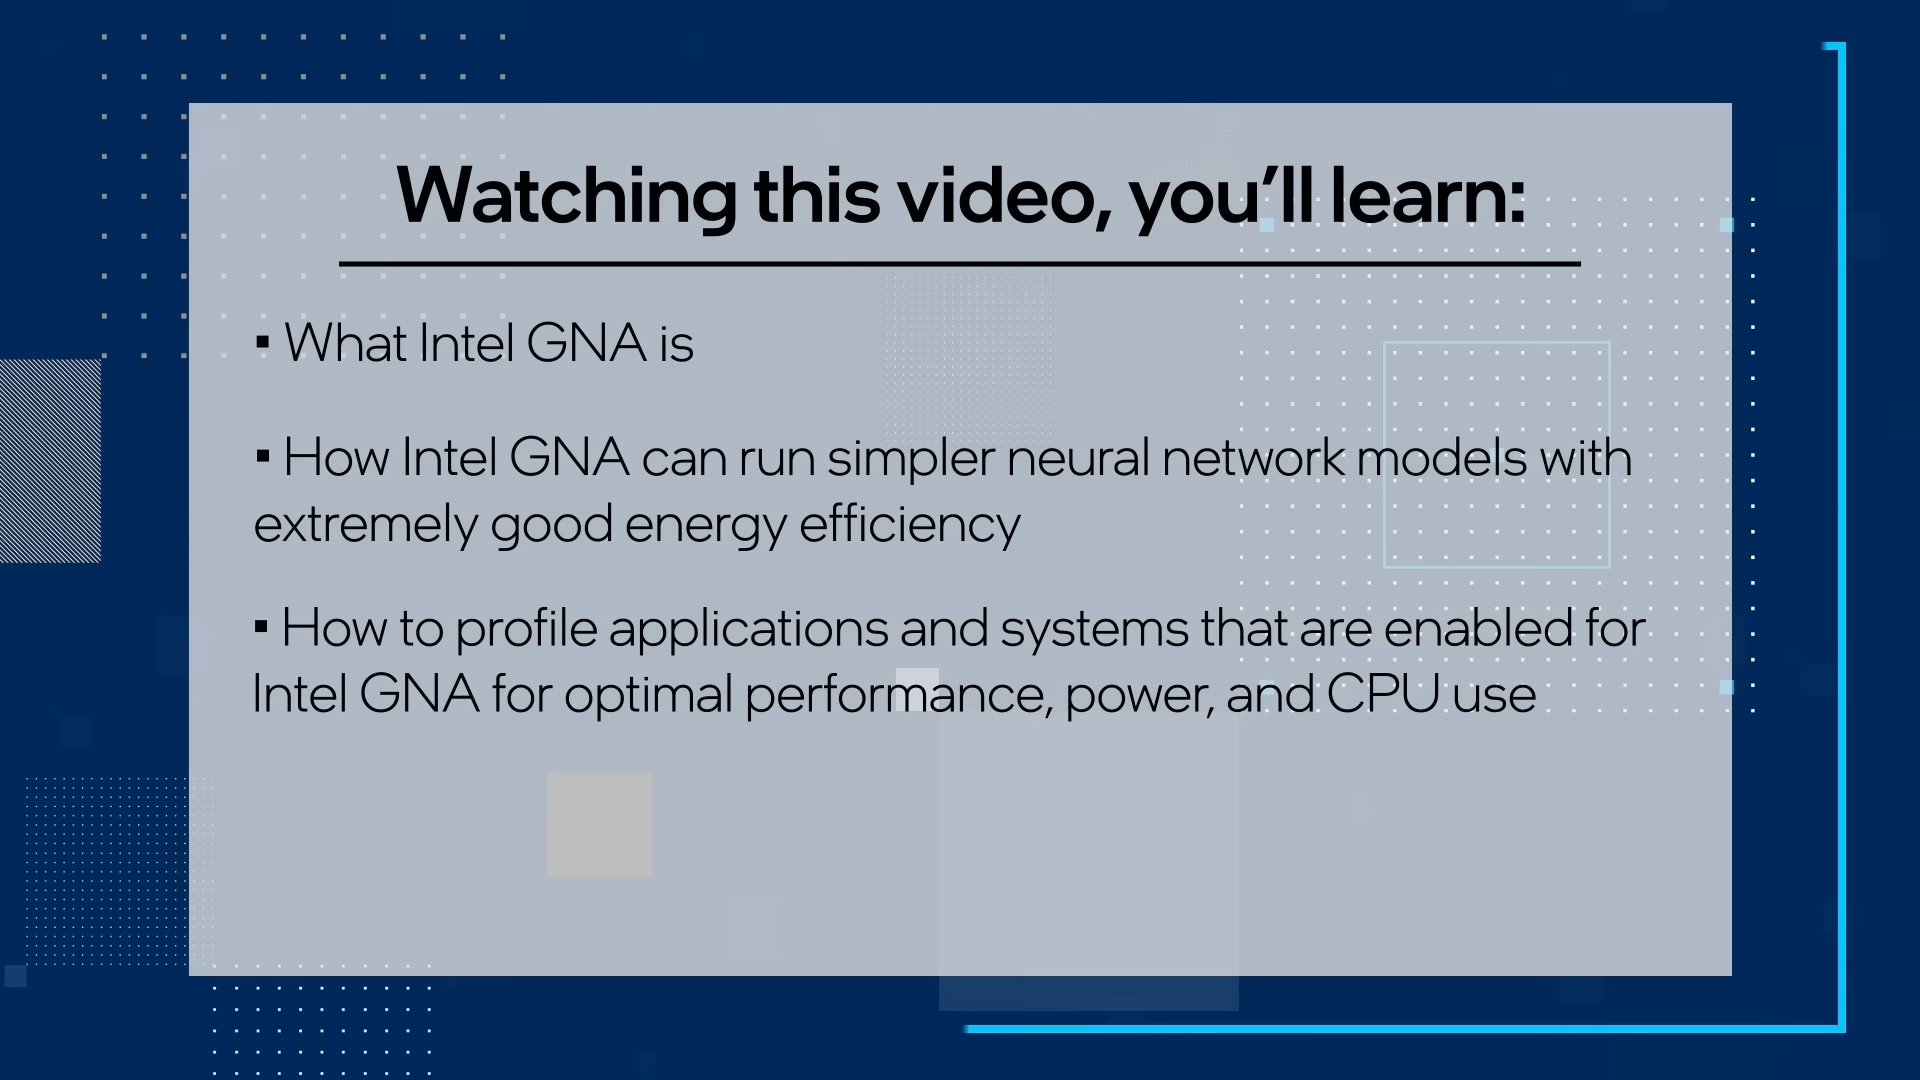 Watching this video, you’ll learn:
▪ What Intel GNA is
▪ How Intel GNA can run simpler neural network models with
extremely good energy efficiency
▪ How to profile applications and systems that are enabled for
Intel GNA for optimal performance, power, and CPU use